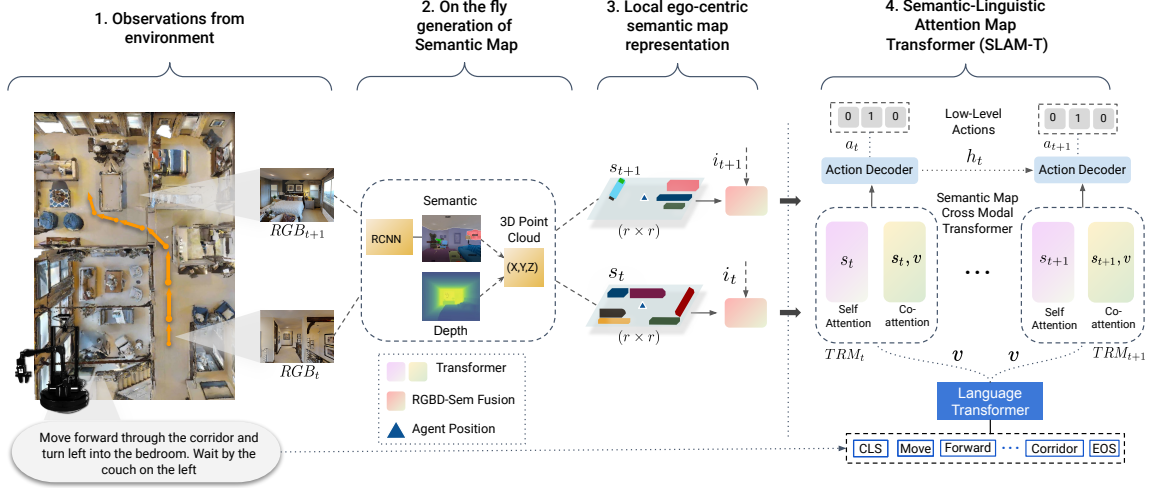 1. Observations from
environment
2. On the fly
generation of
Semantic Map
3. Local ego-centric
semantic map
representation
4. Semantic-Linguistic
Attention Map
Transformer (SLAM-T)
RGB_{t+1}
RGB_t
Move forward through the corridor and
turn left into the bedroom. Wait by the
couch on the left
Semantic
RCNN
3D Point
Cloud
(X,Y,Z)
Depth
Transformer
RGBD-Sem Fusion
Agent Position
s_{t+1}
i_{t+1}
(r × r)
s_t
i_t
(r × r)
0 1 0
Low-Level
Actions
0 1 0
a_t
a_{t+1}
Action Decoder
h_t
Action Decoder
Semantic Map
Cross Modal
Transformer
s_t
s_t, v
...
s_{t+1}
s_{t+1}, v
Self
Attention
Co-
attention
Self
Attention
Co-
attention
TRM_t
v
v
TRM_{t+1}
Language
Transformer
CLS Move Forward ... Corridor EOS